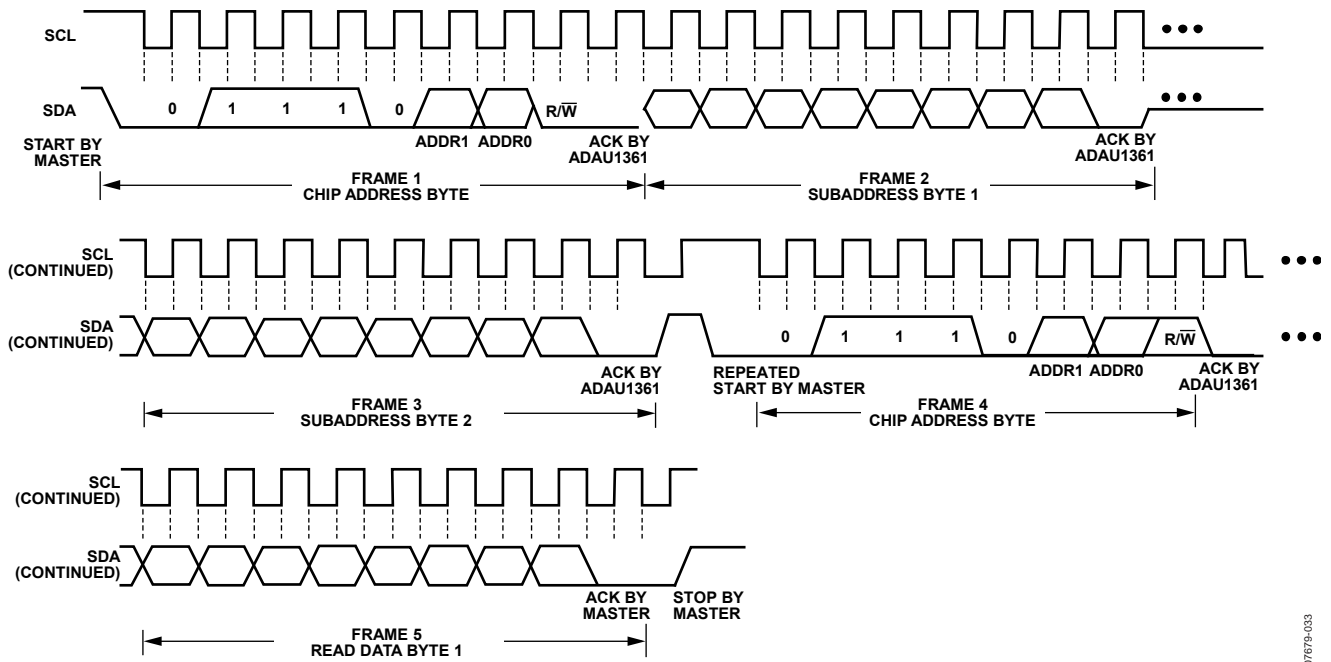 SCL
SDA
0 1 1 1 0 R/W̅
ADDR1 ADDR0
START BY
MASTER
ACK BY
ADAU1361
ACK BY
ADAU1361
FRAME 1
CHIP ADDRESS BYTE
FRAME 2
SUBADDRESS BYTE 1
SCL
(CONTINUED)
SDA
(CONTINUED)
0 1 1 1 0 R/W̅
ADDR1 ADDR0
ACK BY
ADAU1361
REPEATED
START BY MASTER
ACK BY
ADAU1361
FRAME 3
SUBADDRESS BYTE 2
FRAME 4
CHIP ADDRESS BYTE
SCL
(CONTINUED)
SDA
(CONTINUED)
ACK BY
MASTER
STOP BY
MASTER
FRAME 5
READ DATA BYTE 1
07679-033